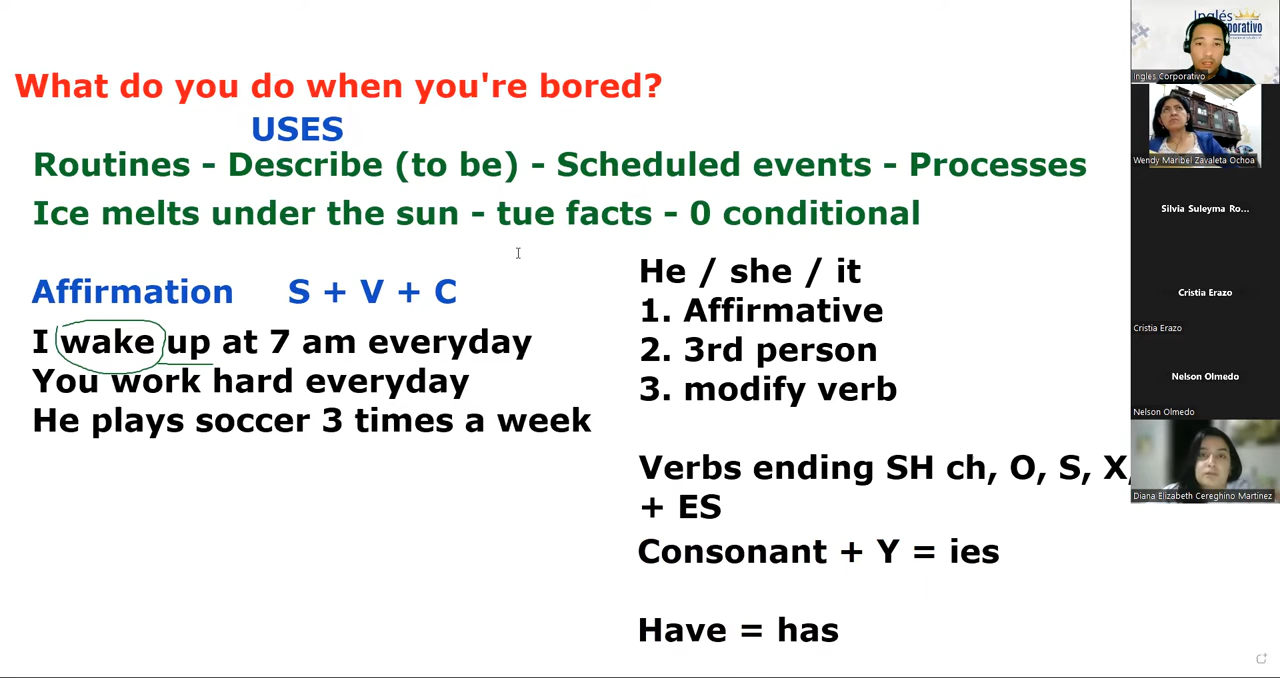 What do you do when you're bored?
USES
Routines - Describe (to be) - Scheduled events - Processes
Ice melts under the sun - tue facts - 0 conditional
Affirmation S + V + C
I wake up at 7 am everyday
You work hard everyday
He plays soccer 3 times a week
He / she / it
1. Affirmative
2. 3rd person
3. modify verb
Verbs ending SH ch, O, S, X,
+ ES
Consonant + Y = ies
Have = has
Inglés
Corporativo
Ingles Corporativo
Wendy Maribel Zavaleta Ochoa
Silvia Suleyma Ro...
Cristia Erazo
Cristia Erazo
Nelson Olmedo
Nelson Olmedo
Diana Elizabeth Cereghino Martinez